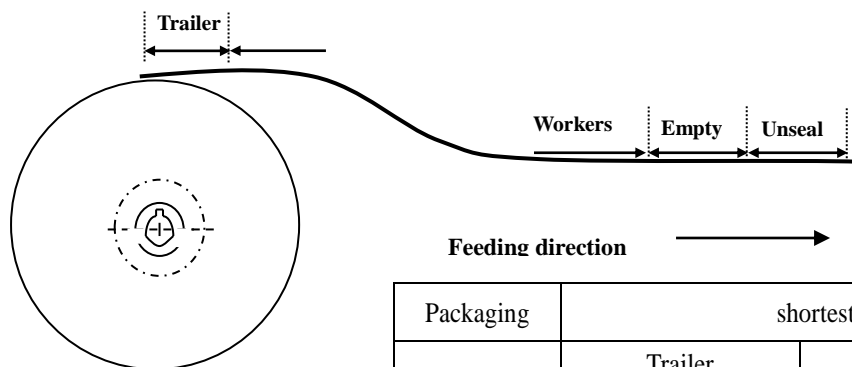 Trailer
Workers Empty Unseal
Feeding direction
Packaging shortest
Trailer